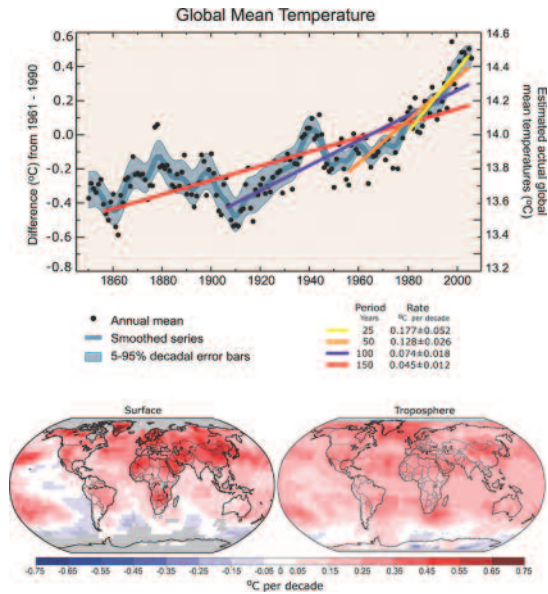 Global Mean Temperature
Difference (ºC) from 1961 - 1990
0.6
0.4
0.2
0.0
-0.2
-0.4
-0.6
-0.8
14.6
14.4
14.2
14.0
13.8
13.6
13.4
13.2
Estimated actual global
mean temperatures (ºC)
1860 1880 1900 1920 1940 1960 1980 2000
Annual mean
Smoothed series
5-95% decadal error bars
Period Rate
Years ºC per decade
25 0.177±0.052
50 0.128±0.026
100 0.074±0.018
150 0.045±0.012
Surface Troposphere
-0.75 -0.65 -0.55 -0.45 -0.35 -0.25 -0.15 -0.05 0 0.05 0.15 0.25 0.35 0.45 0.55 0.65 0.75
ºC per decade